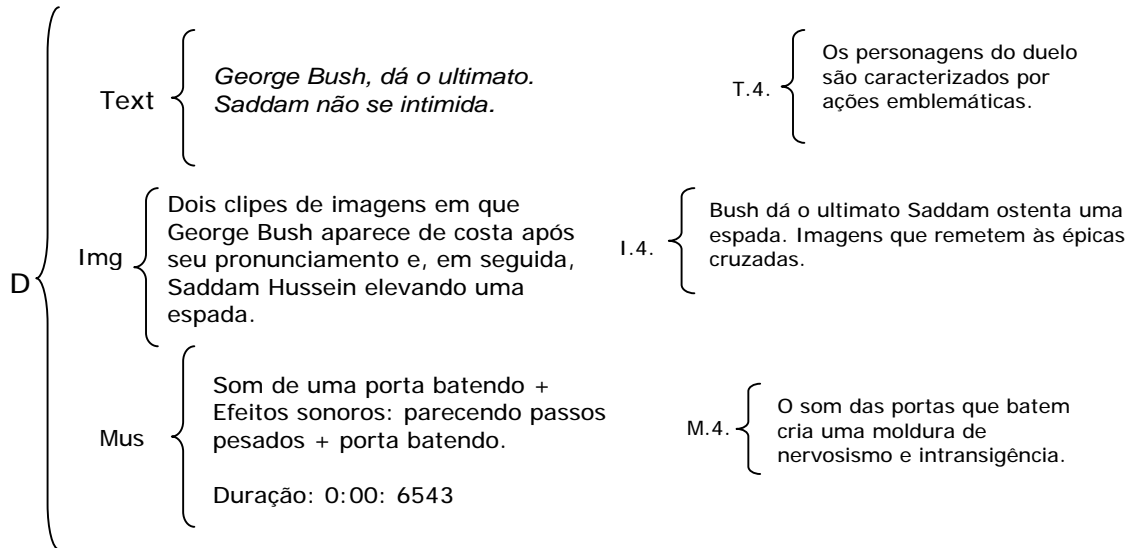 D
Text
George Bush, dá o ultimato.
Saddam não se intimida.
T.4.
Os personagens do duelo
são caracterizados por
ações emblemáticas.
Img
Dois clipes de imagens em que
George Bush aparece de costa após
seu pronunciamento e, em seguida,
Saddam Hussein elevando uma
espada.
I.4.
Bush dá o ultimato Saddam ostenta uma
espada. Imagens que remetem às épicas
cruzadas.
Mus
Som de uma porta batendo +
Efeitos sonoros: parecendo passos
pesados + porta batendo.
Duração: 0:00: 6543
M.4.
O som das portas que batem
cria uma moldura de
nervosismo e intransigência.